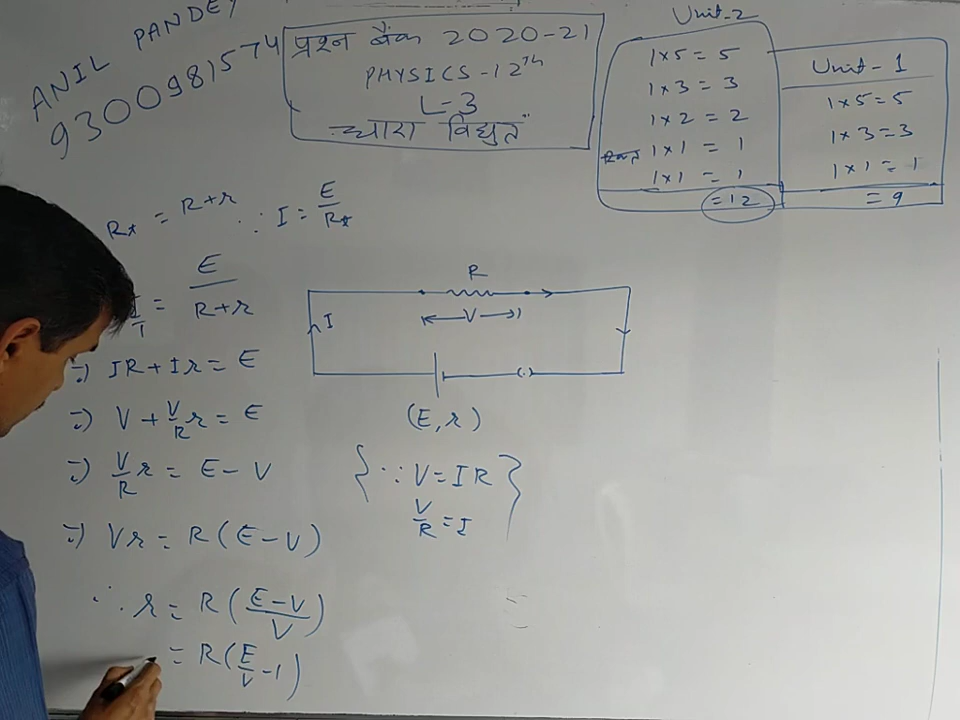 ANIL PANDEY
9300981574
प्रश्न बैंक 2020-21
PHYSICS-12th
L-3
धारा विद्युत
Unit-2
1×5=5
1×3=3
1×2=2
1×1=1
1×1=1
=12
Unit-1
1×5=5
1×3=3
1×1=1
=9
= R+r ∵ I = E/R
= E/(R+r)
⇒) IR+Ir=E
⇒) V+V/R r=E
⇒) V/R r=E-V
⇒) Vr=R(E-V)
∴ r=R((E-V)/V)
=R(E/V-1)
R
I
V
(.)
(E,r)
{∵ V=IR}
V/R=I